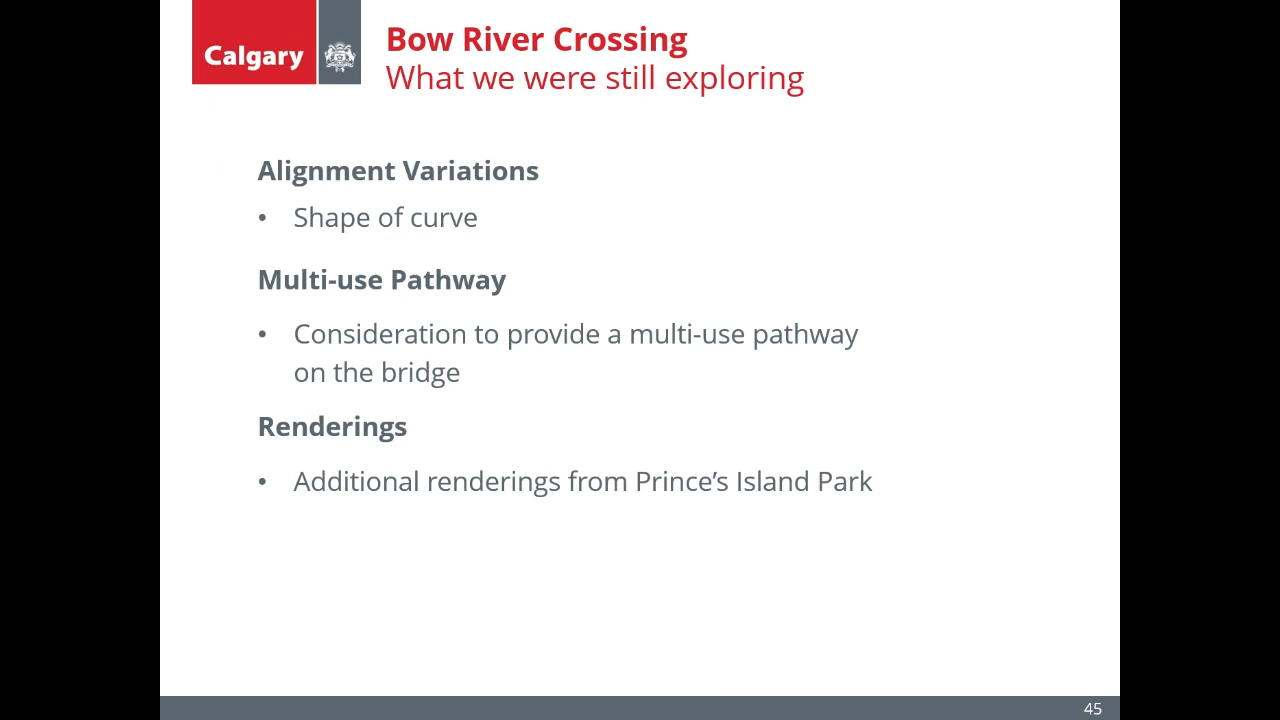 Calgary
Bow River Crossing
What we were still exploring
Alignment Variations
• Shape of curve
Multi-use Pathway
• Consideration to provide a multi-use pathway
on the bridge
Renderings
• Additional renderings from Prince’s Island Park
45